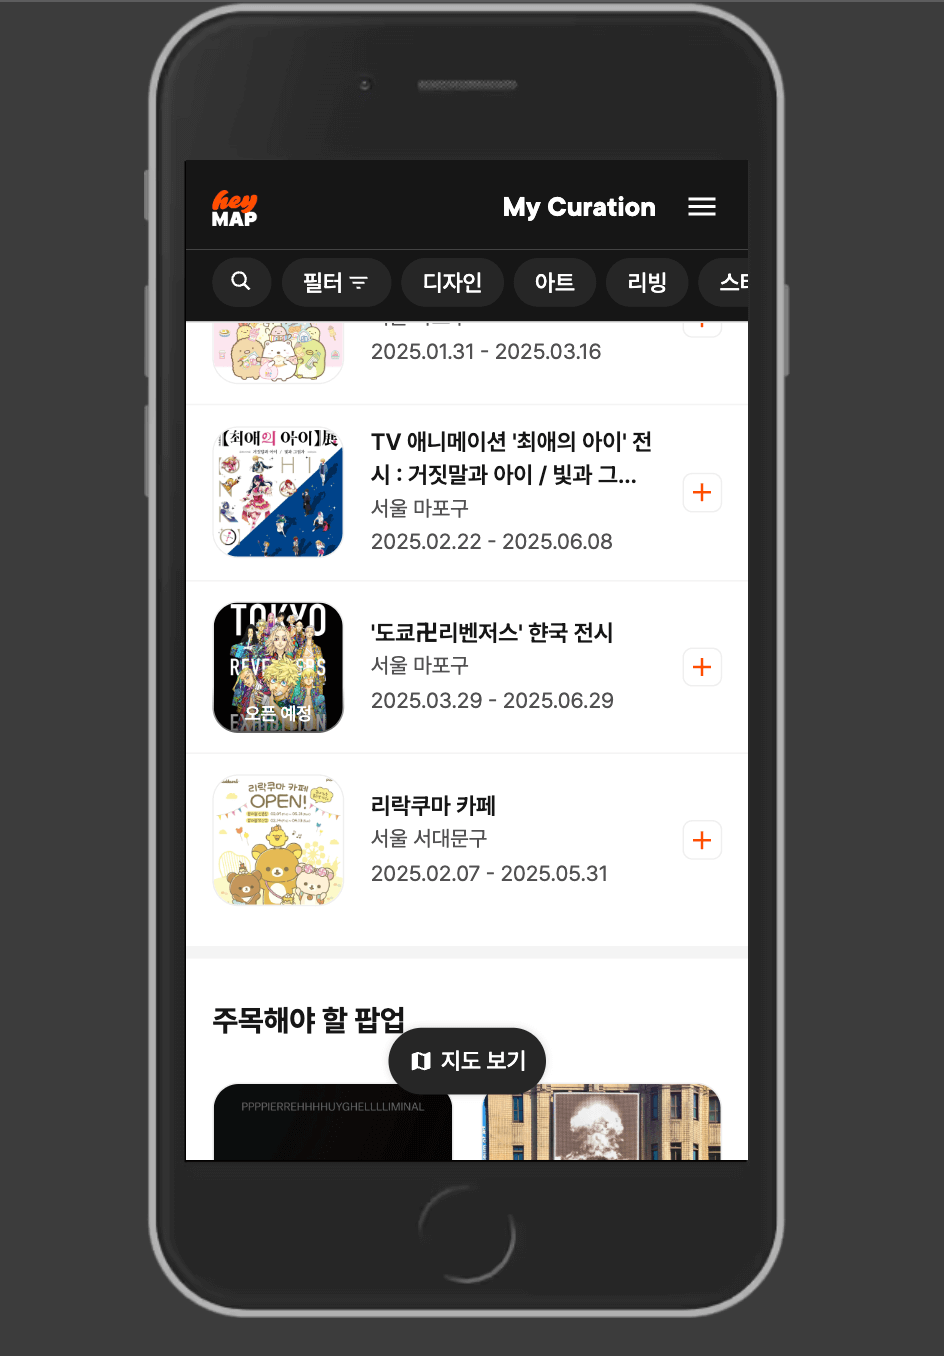 hey
MAP
My Curation
필터
디자인
아트
리빙
2025.01.31 - 2025.03.16
【최애의 아이】展
TV 애니메이션 '최애의 아이' 전
시 : 거짓말과 아이 / 빛과 그...
서울 마포구
2025.02.22 - 2025.06.08
TOKYO
REVENGERS
EXHIBITION
오픈 예정
'도쿄卍리벤저스' 한국 전시
서울 마포구
2025.03.29 - 2025.06.29
리락쿠마 카페
OPEN!
리락쿠마 카페
서울 서대문구
2025.02.07 - 2025.05.31
주목해야 할 팝업
지도 보기
PPPPIERREHHHHUYGHELLLLIMINAL